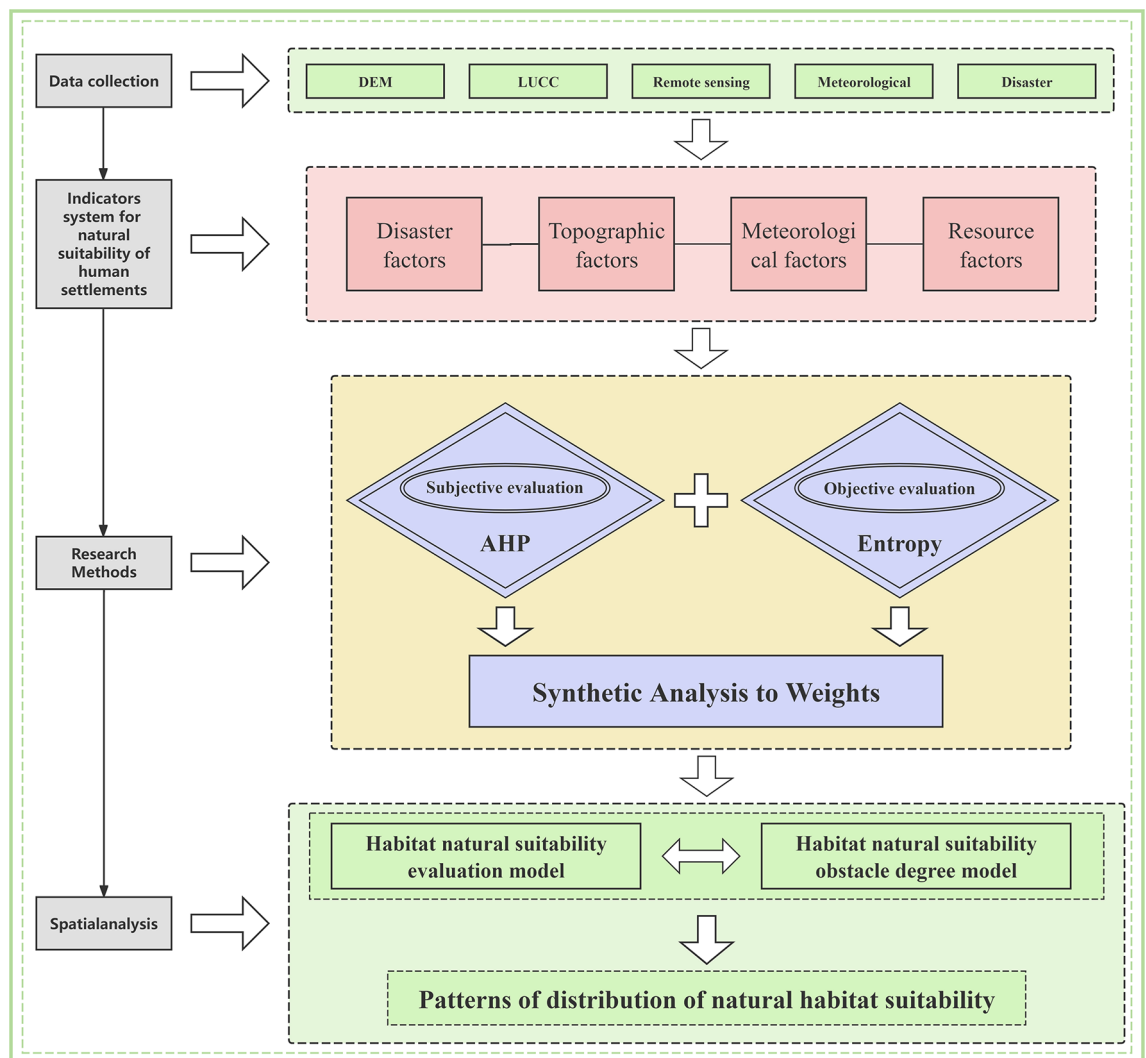 Data collection
DEM
LUCC
Remote sensing
Meteorological
Disaster
Indicators
system for
natural
suitability of
human
settlements
Disaster
factors
Topographic
factors
Meteorologi
cal factors
Resource
factors
Research
Methods
Subjective evaluation
AHP
Objective evaluation
Entropy
Synthetic Analysis to Weights
Spatialanalysis
Habitat natural suitability
evaluation model
Habitat natural suitability
obstacle degree model
Patterns of distribution of natural habitat suitability